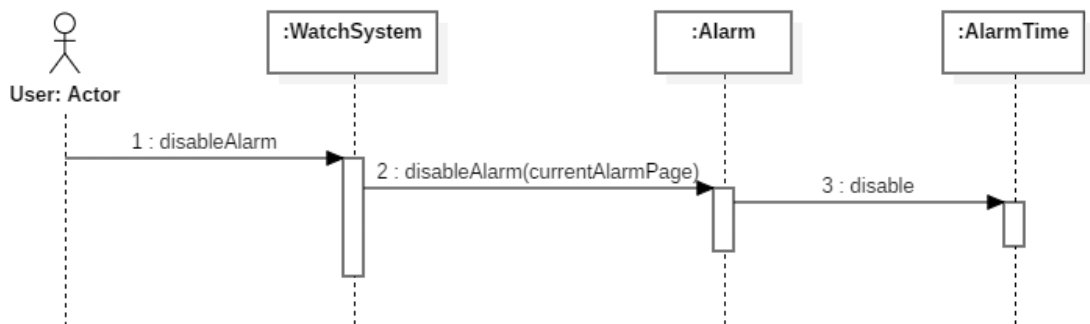 :WatchSystem
:Alarm
:AlarmTime
User: Actor
1 : disableAlarm
2 : disableAlarm(currentAlarmPage)
3 : disable